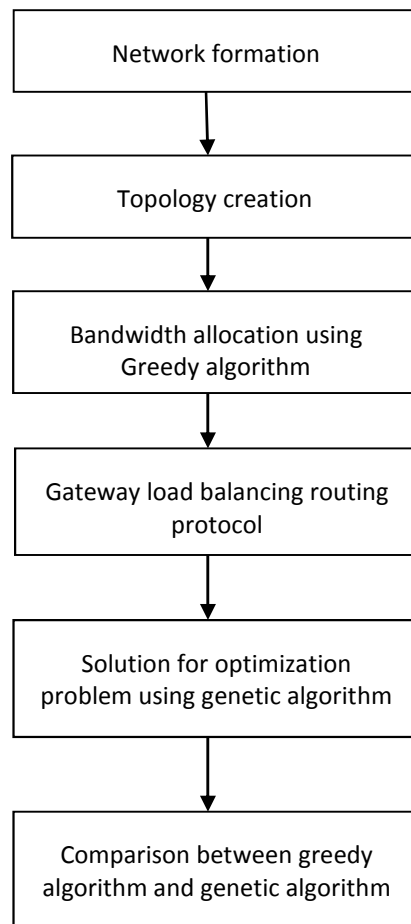 Network formation
Topology creation
Bandwidth allocation using
Greedy algorithm
Gateway load balancing routing
protocol
Solution for optimization
problem using genetic algorithm
Comparison between greedy
algorithm and genetic algorithm